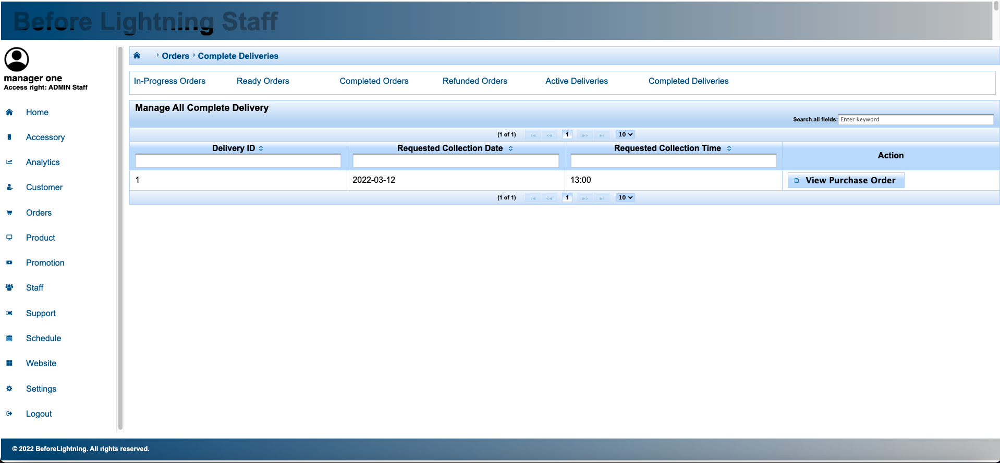 Before Lightning Staff
manager one
Access right: ADMIN Staff
Home
Accessory
Analytics
Customer
Orders
Product
Promotion
Staff
Support
Schedule
Website
Settings
Logout
Orders Complete Deliveries
In-Progress Orders Ready Orders Completed Orders Refunded Orders Active Deliveries Completed Deliveries
Manage All Complete Delivery
Search all fields: Enter keyword
(1 of 1) 1 10
Delivery ID Requested Collection Date Requested Collection Time Action
1 2022-03-12 13:00 View Purchase Order
(1 of 1) 1 10
© 2022 BeforeLightning. All rights reserved.